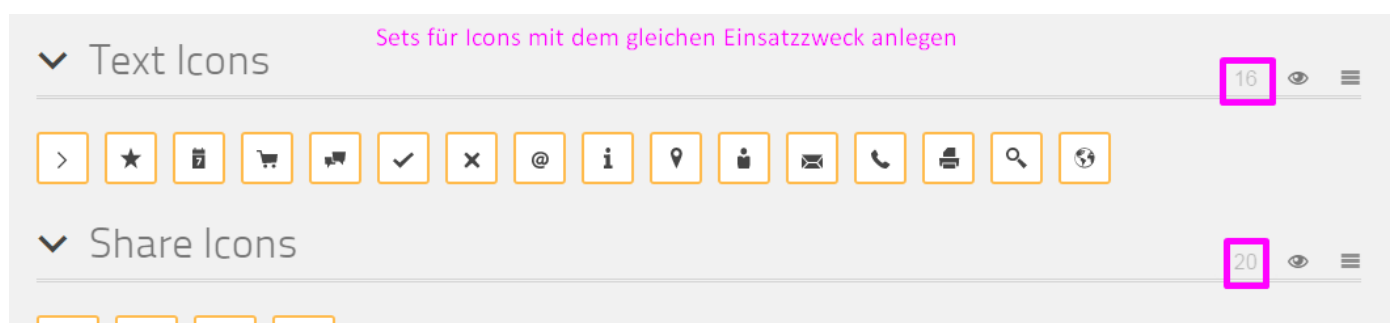 Sets für Icons mit dem gleichen Einsatzzweck anlegen
Text Icons
16
7
@
i
Share Icons
20